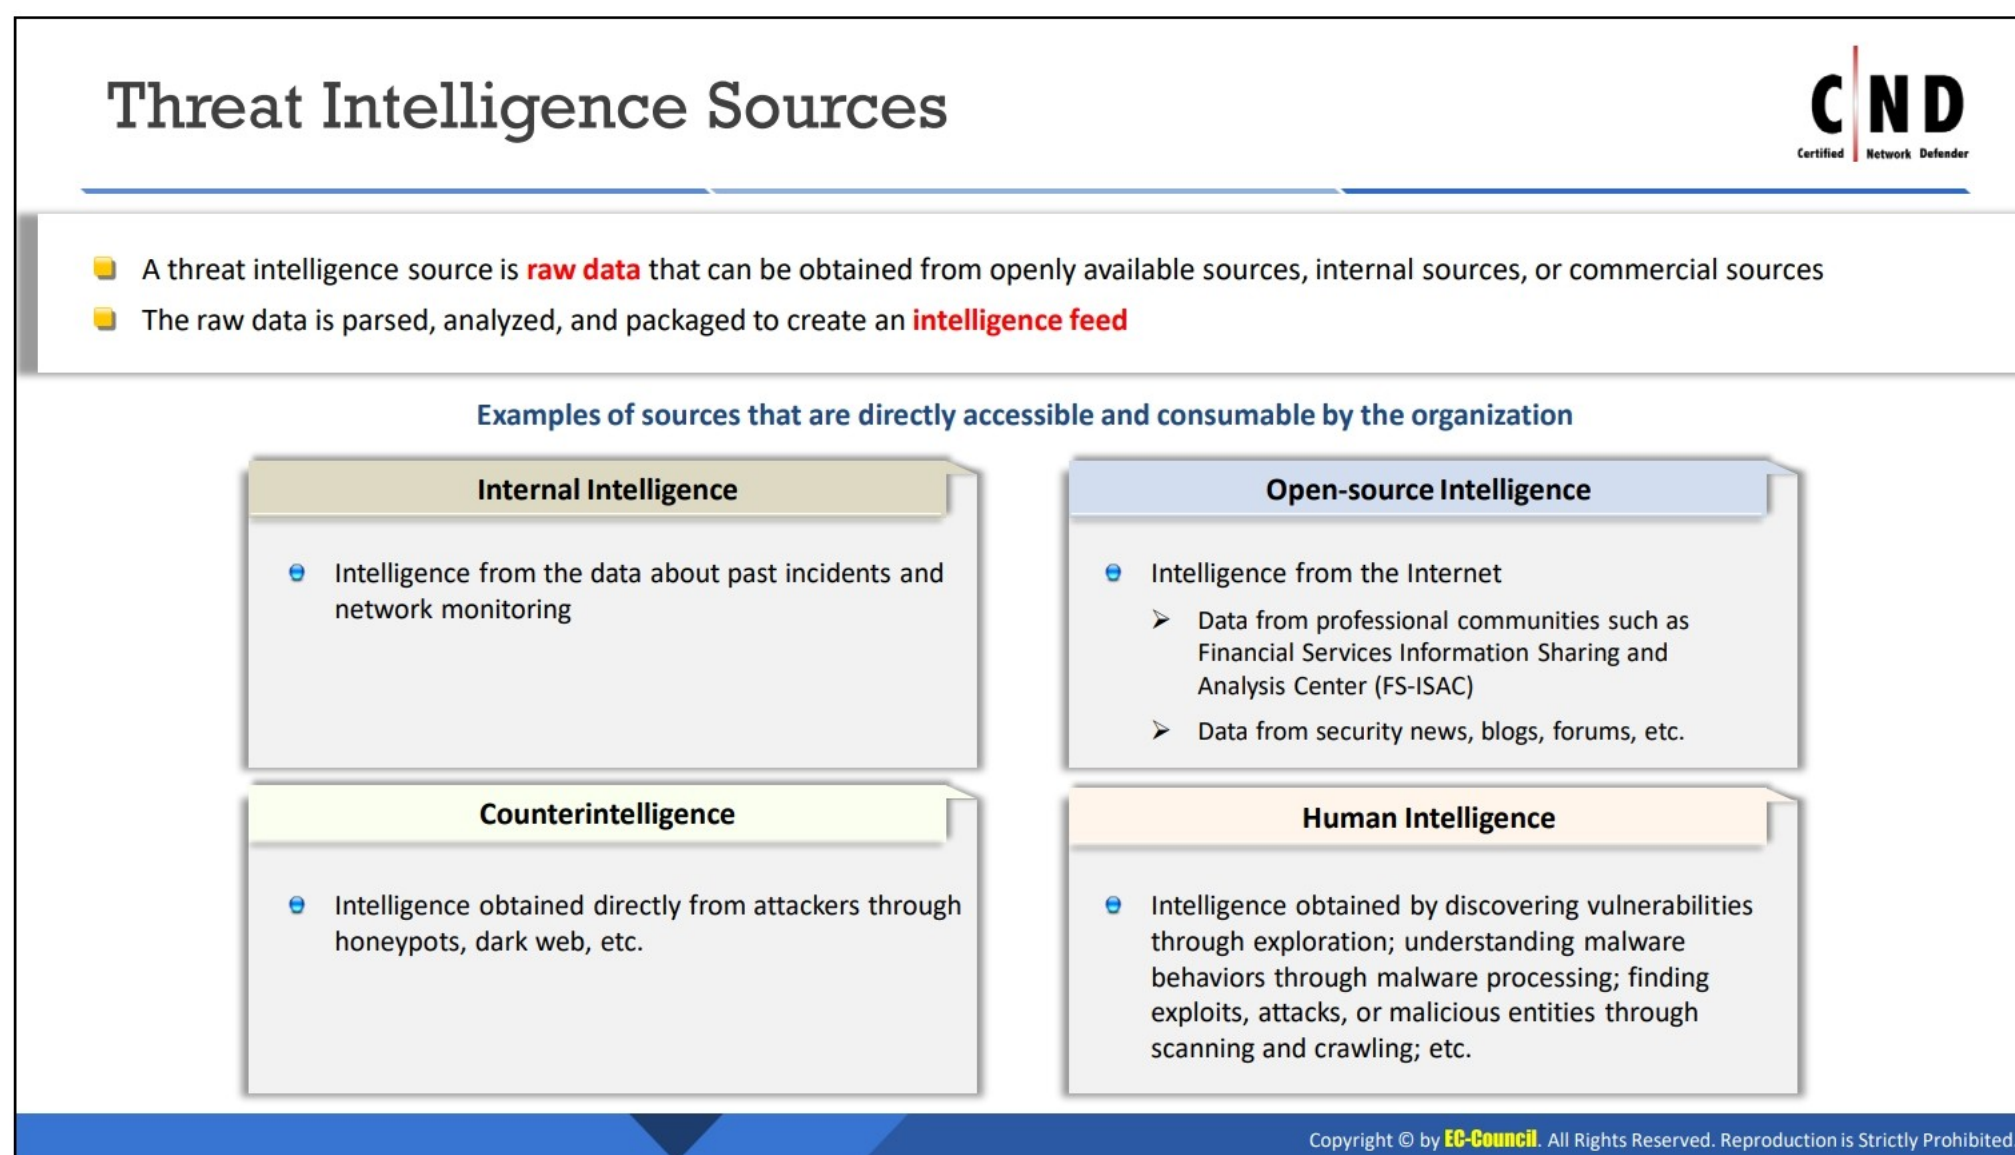 Threat Intelligence Sources
C N D
Certified Network Defender
A threat intelligence source is raw data that can be obtained from openly available sources, internal sources, or commercial sources
The raw data is parsed, analyzed, and packaged to create an intelligence feed
Examples of sources that are directly accessible and consumable by the organization
Internal Intelligence
Intelligence from the data about past incidents and
network monitoring
Open-source Intelligence
Intelligence from the Internet
Data from professional communities such as
Financial Services Information Sharing and
Analysis Center (FS-ISAC)
Data from security news, blogs, forums, etc.
Counterintelligence
Intelligence obtained directly from attackers through
honeypots, dark web, etc.
Human Intelligence
Intelligence obtained by discovering vulnerabilities
through exploration; understanding malware
behaviors through malware processing; finding
exploits, attacks, or malicious entities through
scanning and crawling; etc.
Copyright © by EC-Council. All Rights Reserved. Reproduction is Strictly Prohibited.